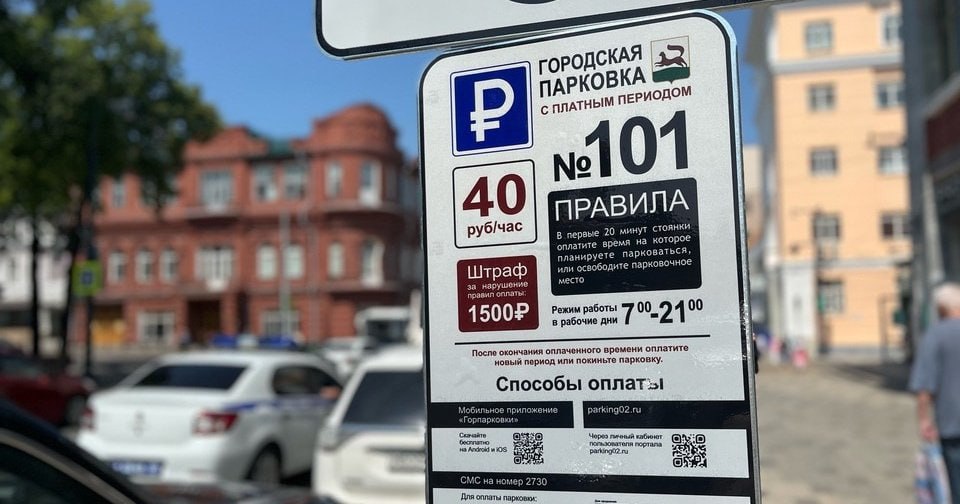 ГОРОДСКАЯ
ПАРКОВКА
С ПЛАТНЫМ ПЕРИОДОМ
№101
40
руб/час
ПРАВИЛА
В первые 20 минут стоянки
оплатите время на которое
планируете парковаться,
или освободите парковочное
место
Штраф
за нарушение
правил оплаты:
1500₽
Режим работы
в рабочие дни 7⁰⁰-21⁰⁰
После окончания оплаченного времени оплатите
новый период или покиньте парковку.
Способы оплаты
Мобильное приложение
«Горпарковки»
parking02.ru
Скачайте
бесплатно
на Android и iOS
Через личный кабинет
пользователя портала
parking02.ru
СМС на номер 2730
Для оплаты парковки: